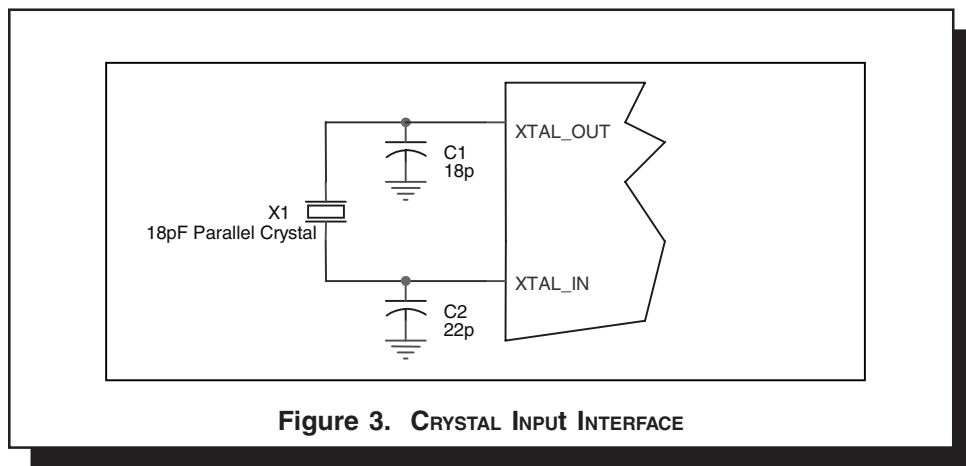 XTAL_OUT
C1
18p
X1
18pF Parallel Crystal
XTAL_IN
C2
22p
Figure 3. CRYSTAL INPUt INTERFACE